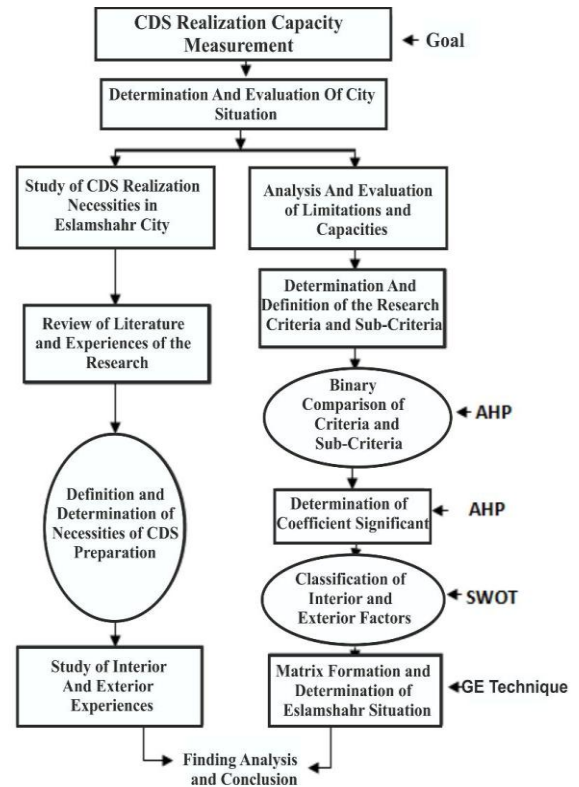 CDS Realization Capacity
Measurement
Goal
Determination And Evaluation Of City
Situation
Study of CDS Realization
Necessities in
Eslamshahr City
Analysis And Evaluation
of Limitations and
Capacities
Review of Literature
and Experiences of the
Research
Determination And
Definition of the Research
Criteria and Sub-Criteria
Binary
Comparison of
Criteria and
Sub-Criteria
AHP
Definition and
Determination of
Necessities of CDS
Preparation
Determination of
Coefficient Significant
AHP
Classification of
Interior and
Exterior Factors
SWOT
Study of Interior
And Exterior
Experiences
Matrix Formation and
Determination of
Eslamshahr Situation
GE Technique
Finding Analysis
and Conclusion